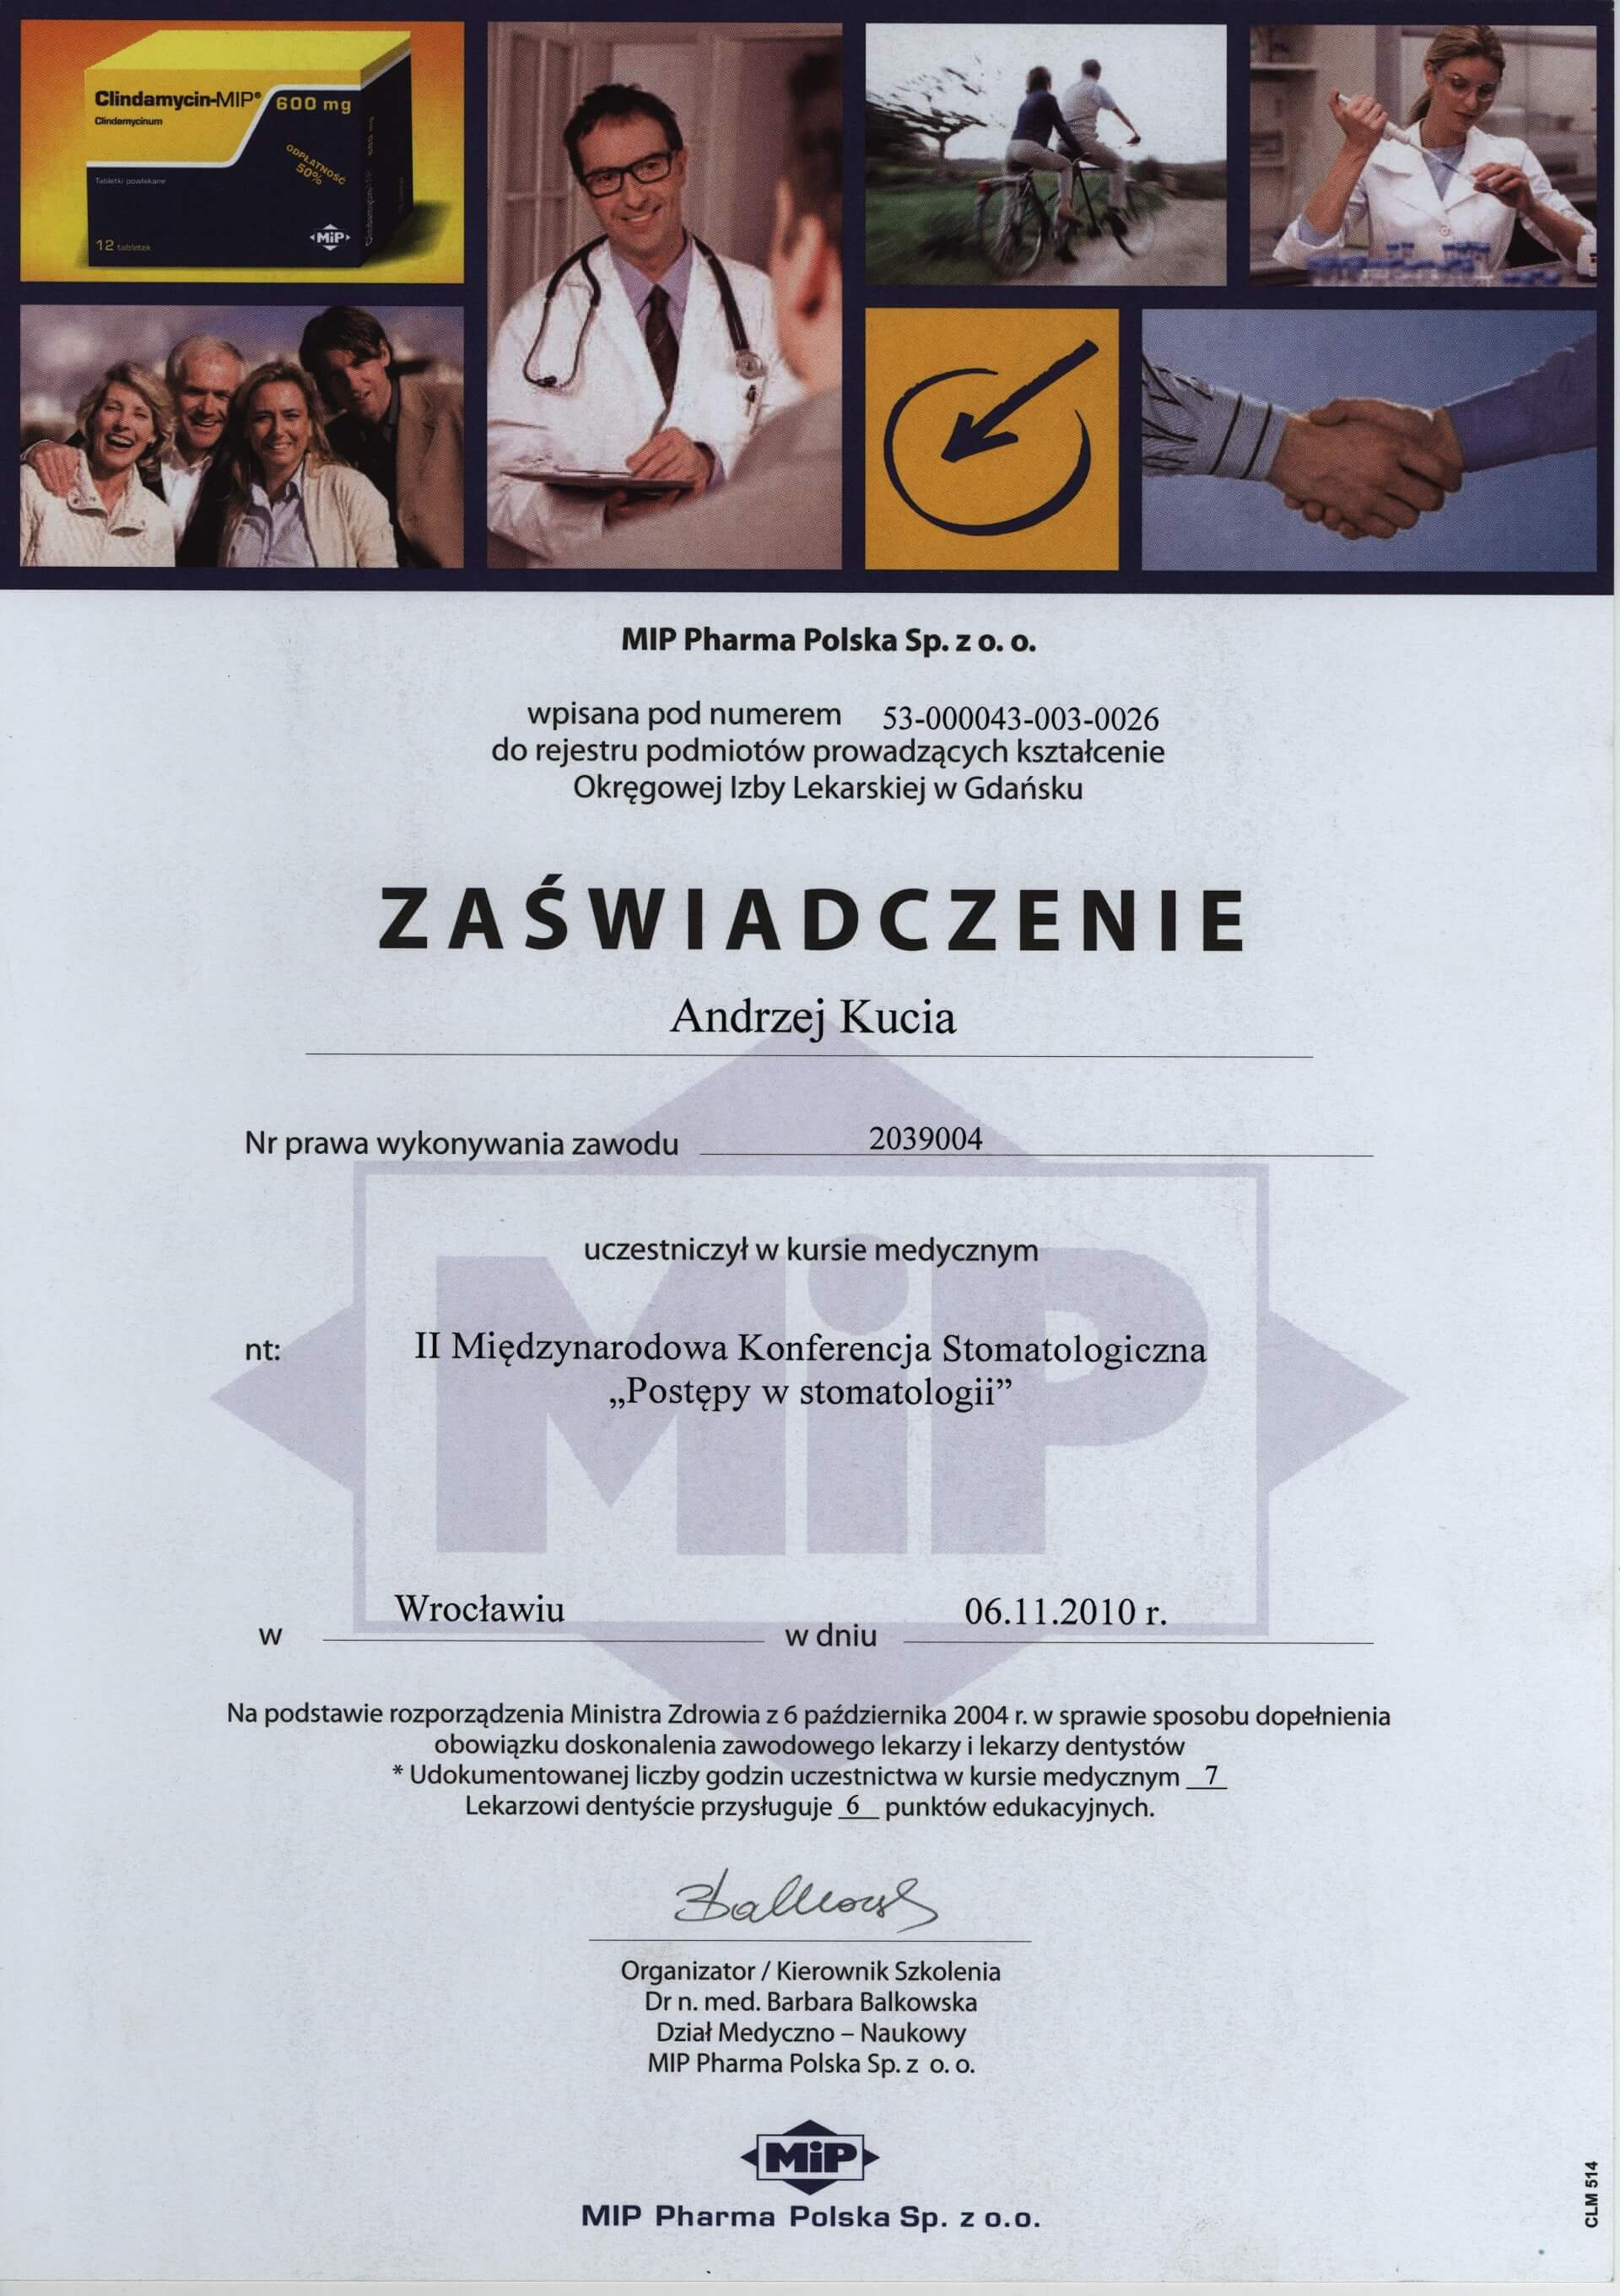 Clindamycin-MIP® 600 mg
Clindamycinum
ODPŁATNOŚĆ
50%
Tabletki powlekane
12 tabletek
MiP
MIP Pharma Polska Sp. z o. o.
wpisana pod numerem 53-000043-003-0026
do rejestru podmiotów prowadzących kształcenie
Okręgowej Izby Lekarskiej w Gdańsku
ZAŚWIADCZENIE
Andrzej Kucia
Nr prawa wykonywania zawodu 2039004
uczestniczył w kursie medycznym
nt: II Międzynarodowa Konferencja Stomatologiczna
„Postępy w stomatologii”
MiP
w Wrocławiu w dniu 06.11.2010 r.
Na podstawie rozporządzenia Ministra Zdrowia z 6 października 2004 r. w sprawie sposobu dopełnienia
obowiązku doskonalenia zawodowego lekarzy i lekarzy dentystów
* Udokumentowanej liczby godzin uczestnictwa w kursie medycznym 7
Lekarzowi dentyście przysługuje 6 punktów edukacyjnych.
Organizator / Kierownik Szkolenia
Dr n. med. Barbara Balkowska
Dział Medyczno – Naukowy
MIP Pharma Polska Sp. z o. o.
MiP
MIP Pharma Polska Sp. z o.o.
CLM 514